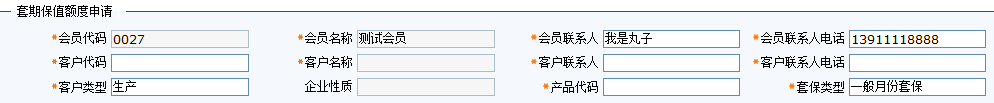 套期保值额度申请
*会员代码 0027 *会员名称 测试会员 *会员联系人 我是丸子 *会员联系人电话 13911118888
*客户代码 *客户名称 *客户联系人 *客户联系人电话
*客户类型 生产 企业性质 *产品代码 *套保类型 一般月份套保